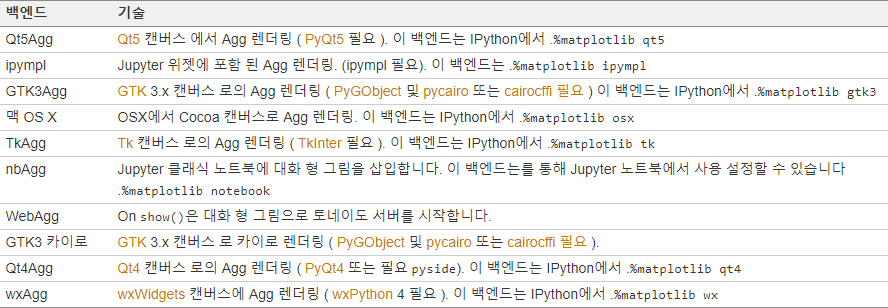 백엔드 기술
Qt5Agg Qt5 캔버스 에서 Agg 렌더링 ( PyQt5 필요 ). 이 백엔드는 IPython에서 .%matplotlib qt5
ipympl Jupyter 위젯에 포함 된 Agg 렌더링. (ipympl 필요). 이 백엔드는 .%matplotlib ipympl
GTK3Agg GTK 3.x 캔버스 로의 Agg 렌더링 ( PyGObject 및 pycairo 또는 cairocffi 필요 ) 이 백엔드는 IPython에서 .%matplotlib gtk3
맥 OS X OSX에서 Cocoa 캔버스로 Agg 렌더링. 이 백엔드는 IPython에서 .%matplotlib osx
TkAgg Tk 캔버스 로의 Agg 렌더링 ( TkInter 필요 ). 이 백엔드는 IPython에서 .%matplotlib tk
nbAgg Jupyter 클래식 노트북에 대화 형 그림을 삽입합니다. 이 백엔드는를 통해 Jupyter 노트북에서 사용 설정할 수 있습니다
.%matplotlib notebook
WebAgg On show()은 대화 형 그림으로 토네이도 서버를 시작합니다.
GTK3 카이로 GTK 3.x 캔버스 로 카이로 렌더링 ( PyGObject 및 pycairo 또는 cairocffi 필요 ).
Qt4Agg Qt4 캔버스 로의 Agg 렌더링 ( PyQt4 또는 필요 pyside). 이 백엔드는 IPython에서 .%matplotlib qt4
wxAgg wxWidgets 캔버스에 Agg 렌더링 ( wxPython 4 필요 ). 이 백엔드는 IPython에서 .%matplotlib wx